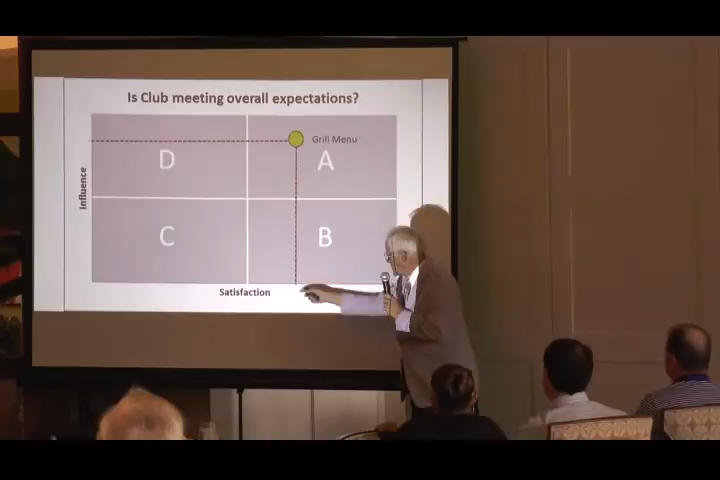 Is Club meeting overall expectations?
Grill Menu
D
A
Influence
C
B
Satisfaction